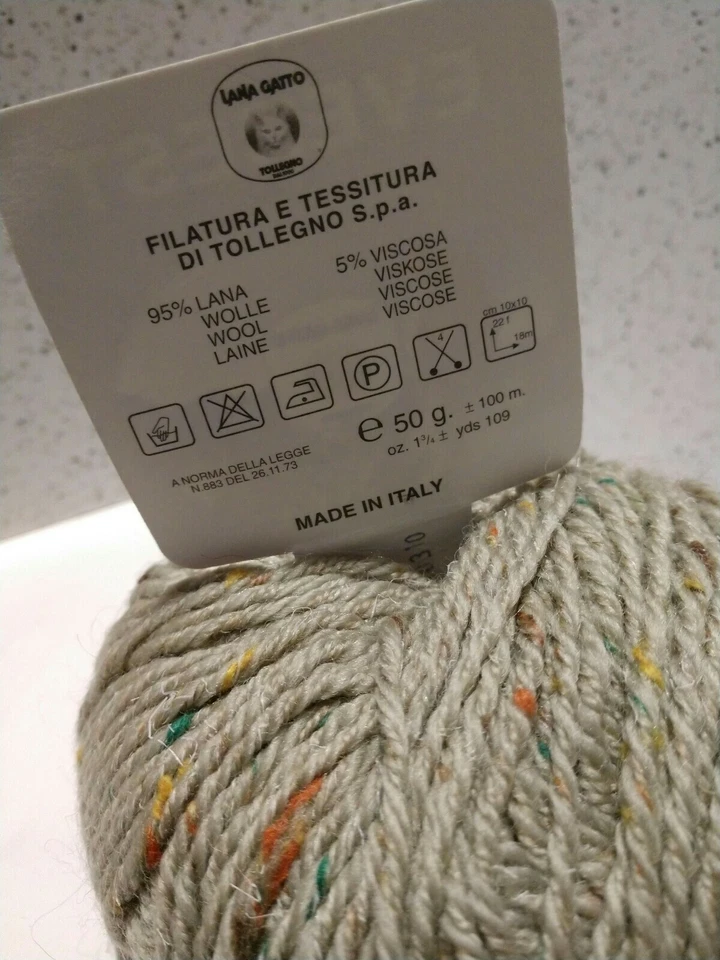 LANA GATTO
TOLLEGNO
FILATURA E TESSITURA
DI TOLLEGNO S.p.a.
95% LANA
WOLLE
WOOL
LAINE
5% VISCOSA
VISKOSE
VISCOSE
VISCOSE
P
4
cm 10x10
22 f
18m
e 50 g. ± 100 m.
oz. 1³/₄ ± yds 109
A NORMA DELLA LEGGE
N.883 DEL 26.11.73
MADE IN ITALY